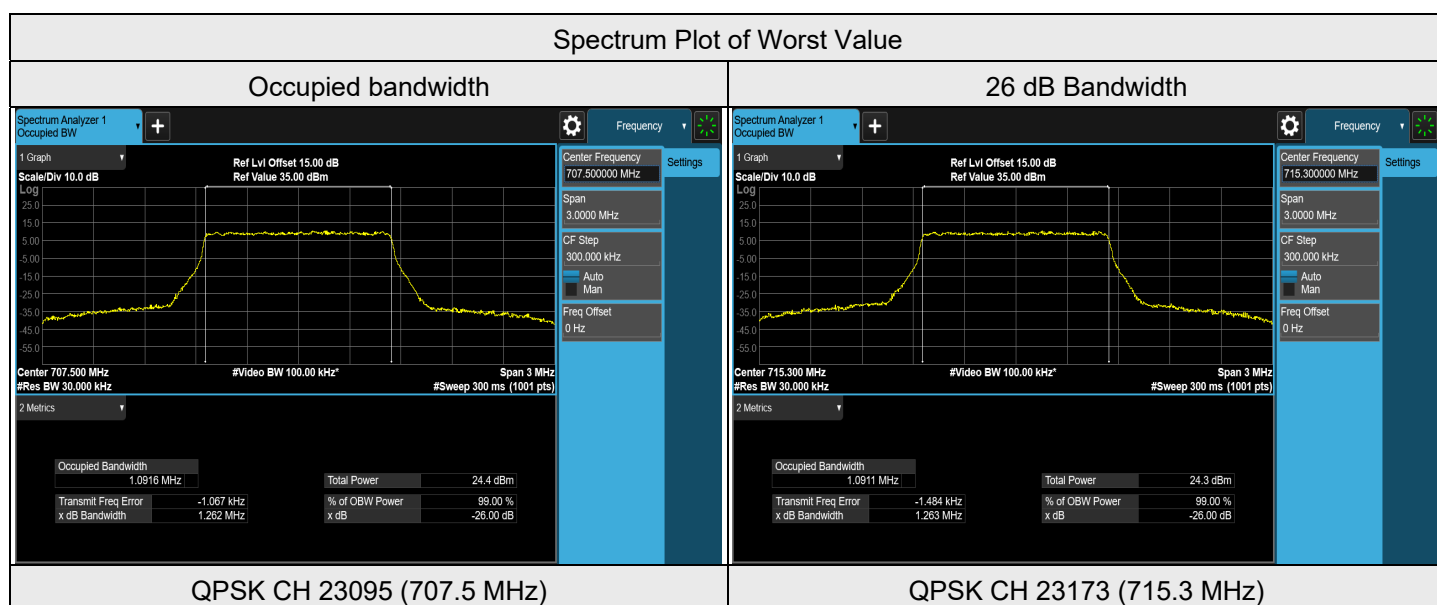 Spectrum Plot of Worst Value
Occupied bandwidth
26 dB Bandwidth
Spectrum Analyzer 1
Occupied BW
+
Frequency
Settings
1 Graph
Scale/Div 10.0 dB
Ref Lvl Offset 15.00 dB
Ref Value 35.00 dBm
Log
25.0
15.0
5.00
-5.00
-15.0
-25.0
-35.0
-45.0
-55.0
Center 707.500 MHz
#Res BW 30.000 kHz
#Video BW 100.00 kHz*
Span 3 MHz
#Sweep 300 ms (1001 pts)
Center Frequency
707.500000 MHz
Span
3.0000 MHz
CF Step
300.000 kHz
Auto
Man
Freq Offset
0 Hz
2 Metrics
Occupied Bandwidth
1.0916 MHz
Transmit Freq Error -1.067 kHz
x dB Bandwidth 1.262 MHz
Total Power 24.4 dBm
% of OBW Power 99.00 %
x dB -26.00 dB
Spectrum Analyzer 1
Occupied BW
+
Frequency
Settings
1 Graph
Scale/Div 10.0 dB
Ref Lvl Offset 15.00 dB
Ref Value 35.00 dBm
Log
25.0
15.0
5.00
-5.00
-15.0
-25.0
-35.0
-45.0
-55.0
Center 715.300 MHz
#Res BW 30.000 kHz
#Video BW 100.00 kHz*
Span 3 MHz
#Sweep 300 ms (1001 pts)
Center Frequency
715.300000 MHz
Span
3.0000 MHz
CF Step
300.000 kHz
Auto
Man
Freq Offset
0 Hz
2 Metrics
Occupied Bandwidth
1.0911 MHz
Transmit Freq Error -1.484 kHz
x dB Bandwidth 1.263 MHz
Total Power 24.3 dBm
% of OBW Power 99.00 %
x dB -26.00 dB
QPSK CH 23095 (707.5 MHz)
QPSK CH 23173 (715.3 MHz)